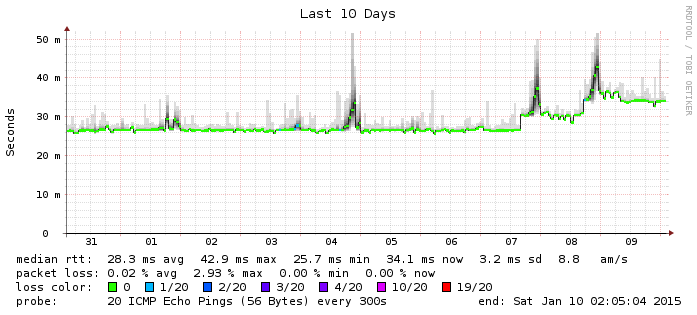 Last 10 Days
RRDTOOL / TOBI OETIKER
Seconds
50 m
40 m
30 m
20 m
10 m
0
31 01 02 03 04 05 06 07 08 09
median rtt: 28.3 ms avg 42.9 ms max 25.7 ms min 34.1 ms now 3.2 ms sd 8.8 am/s
packet loss: 0.02 % avg 2.93 % max 0.00 % min 0.00 % now
loss color: 0 1/20 2/20 3/20 4/20 10/20 19/20
probe: 20 ICMP Echo Pings (56 Bytes) every 300s end: Sat Jan 10 02:05:04 2015